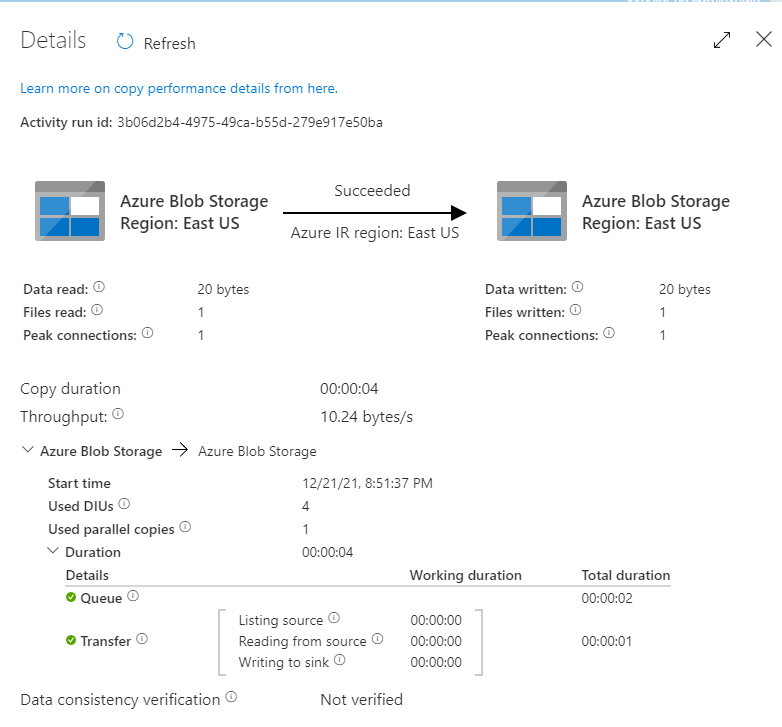 Details Refresh
Learn more on copy performance details from here.
Activity run id: 3b06d2b4-4975-49ca-b55d-279e917e50ba
Succeeded
Azure Blob Storage Azure Blob Storage
Region: East US Region: East US
Azure IR region: East US
Data read: 20 bytes Data written: 20 bytes
Files read: 1 Files written: 1
Peak connections: 1 Peak connections: 1
Copy duration 00:00:04
Throughput: 10.24 bytes/s
Azure Blob Storage → Azure Blob Storage
Start time 12/21/21, 8:51:37 PM
Used DIUs 4
Used parallel copies 1
Duration 00:00:04
Details Working duration Total duration
Queue 00:00:02
Listing source 00:00:00
Transfer Reading from source 00:00:00 00:00:01
Writing to sink 00:00:00
Data consistency verification Not verified